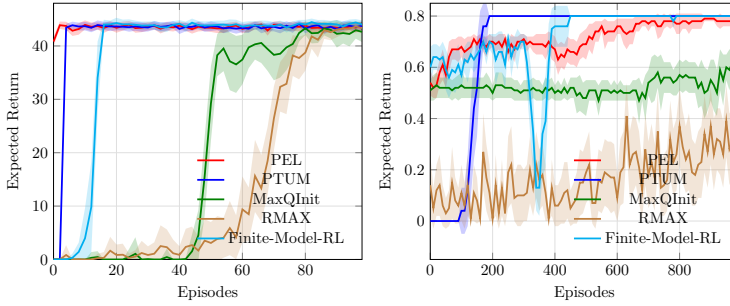 40
30
20
10
0
0
20
40
60
80
Expected Return
Episodes
PEL
PTUM
MaxQInit
RMAX
Finite-Model-RL
0.8
0.6
0.4
0.2
0
0
200
400
600
800
Expected Return
Episodes
PEL
PTUM
MaxQInit
RMAX
Finite-Model-RL